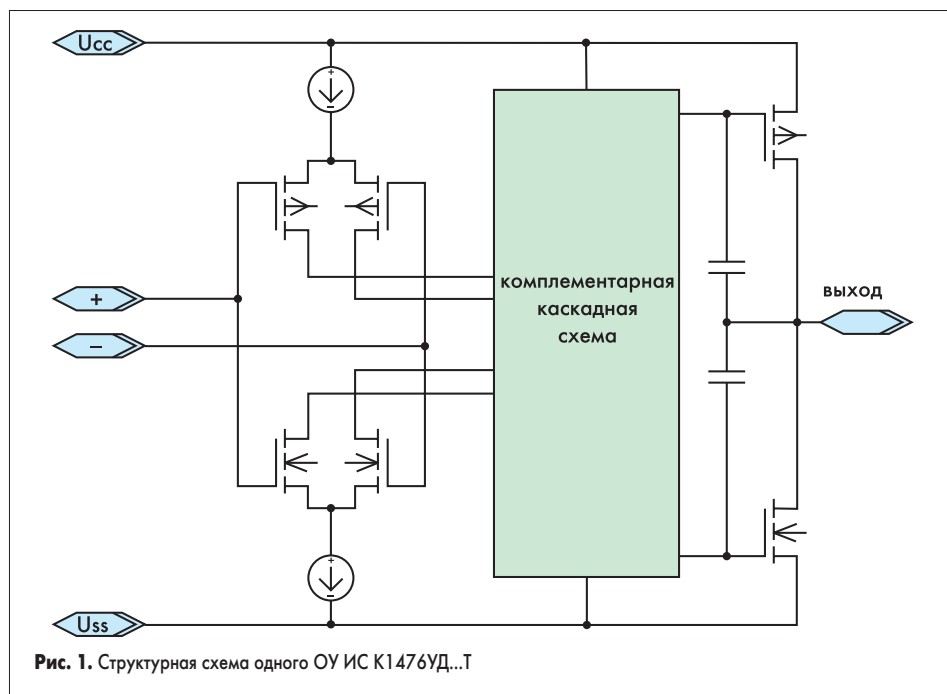 Ucc
+
−
комплементарная
каскадная
схема
выход
Uss
Рис. 1. Структурная схема одного ОУ ИС К1476УД...Т